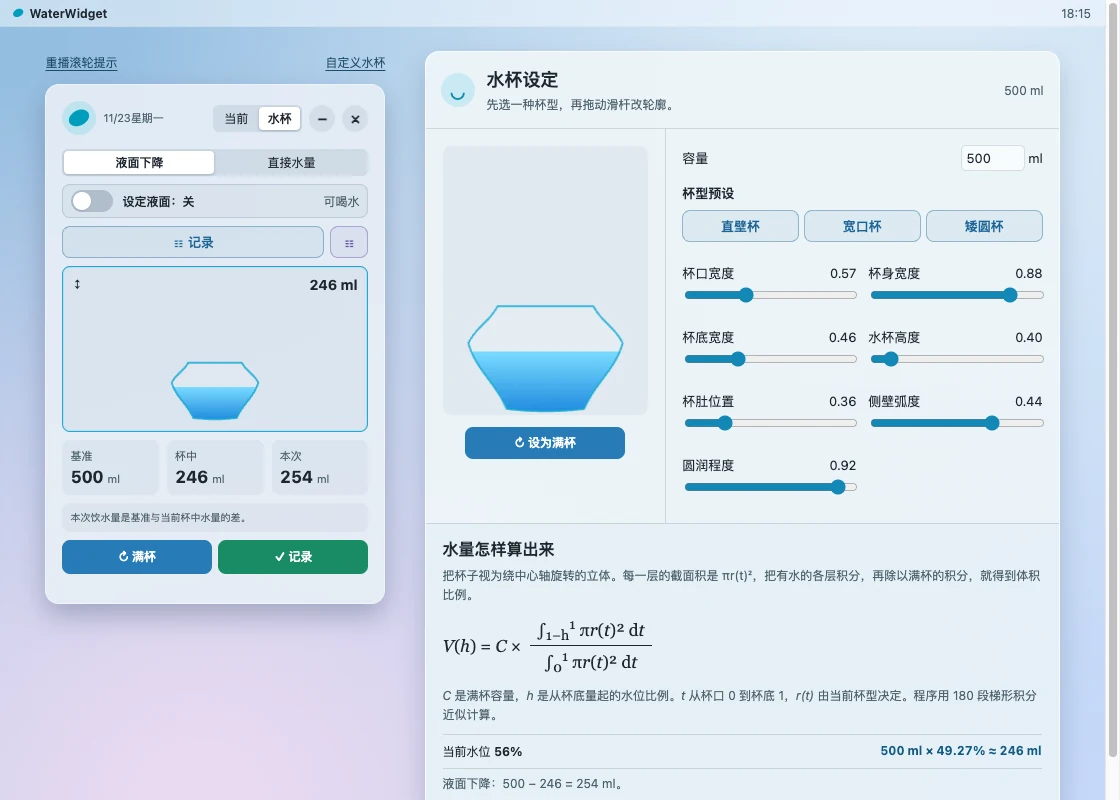 WaterWidget
18:15
重播滚轮提示
自定义水杯
11/23星期一
当前
水杯
液面下降
直接水量
设定液面：关
可喝水
记录
246 ml
基准
500 ml
杯中
246 ml
本次
254 ml
本次饮水量是基准与当前杯中水量的差。
满杯
记录
水杯设定
先选一种杯型，再拖动滑杆改轮廓。
500 ml
设为满杯
容量
500 ml
杯型预设
直壁杯
宽口杯
矮圆杯
杯口宽度 0.57
杯身宽度 0.88
杯底宽度 0.46
水杯高度 0.40
杯肚位置 0.36
侧壁弧度 0.44
圆润程度 0.92
水量怎样算出来
把杯子视为绕中心轴旋转的立体。每一层的截面积是 πr(t)²，把有水的各层积分，再除以满杯的积分，就得到体积
比例。
V(h) = C × ∫₁₋ₕ¹ πr(t)² dt
∫₀¹ πr(t)² dt
C 是满杯容量，h 是从杯底量起的水位比例。t 从杯口 0 到杯底 1，r(t) 由当前杯型决定。程序用 180 段梯形积分
近似计算。
当前水位 56%
500 ml × 49.27% ≈ 246 ml
液面下降：500 − 246 = 254 ml。